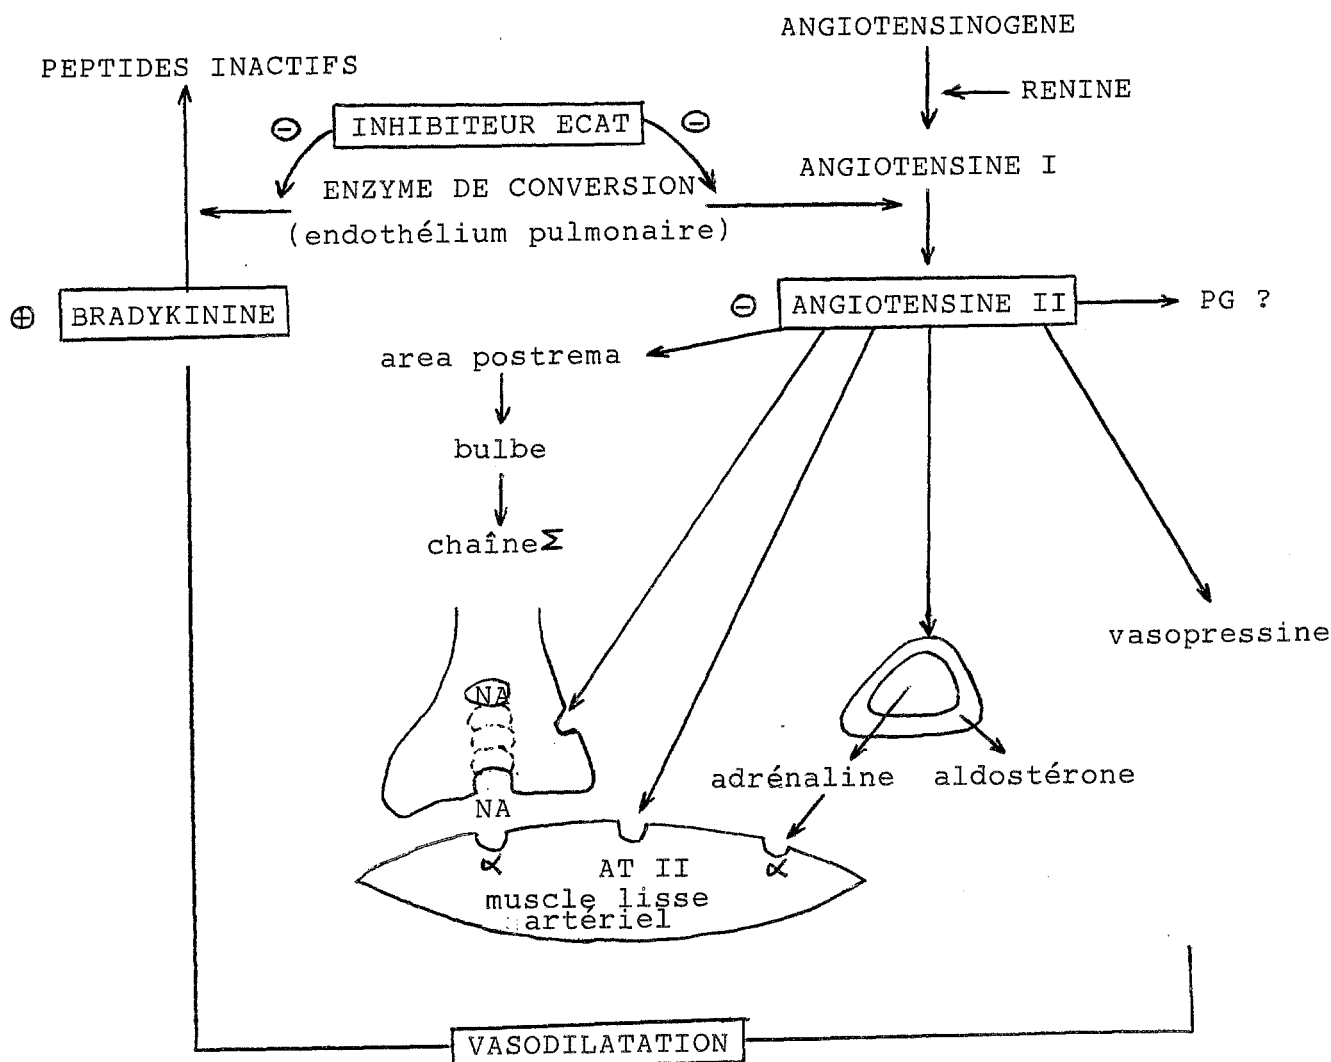 ANGIOTENSINOGENE
PEPTIDES INACTIFS
RENINE
⊖ INHIBITEUR ECAT ⊖
ANGIOTENSINE I
ENZYME DE CONVERSION
(endothélium pulmonaire)
⊕ BRADYKININE
⊖ ANGIOTENSINE II
PG ?
area postrema
bulbe
chaîne Σ
vasopressine
NA
adrénaline
aldostérone
NA
α
AT II
α
muscle lisse
artériel
VASODILATATION